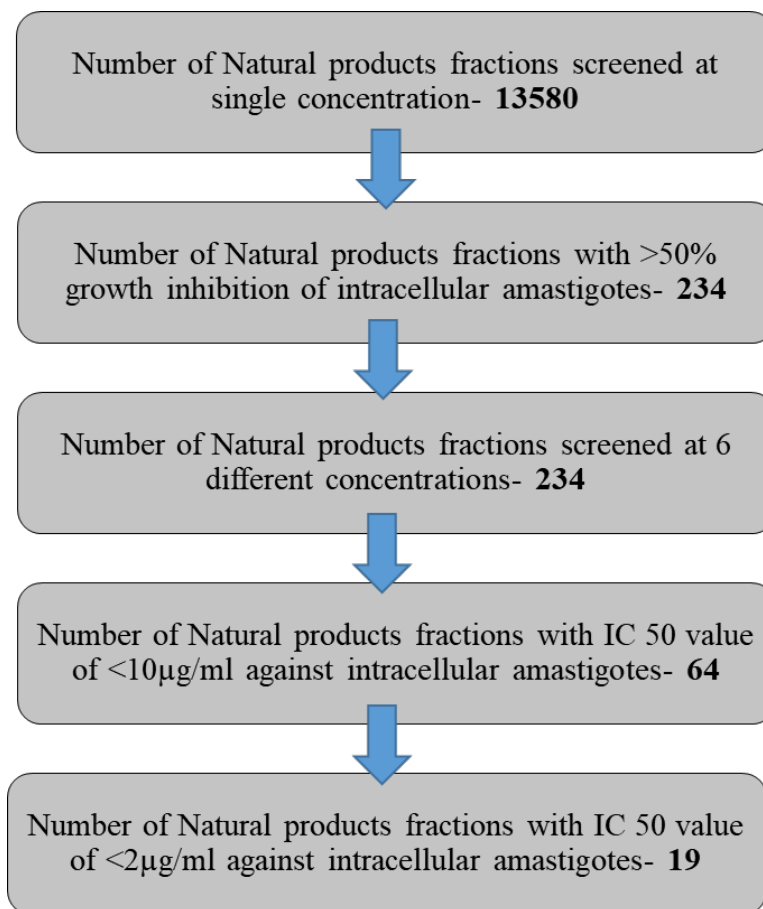 Number of Natural products fractions screened at
single concentration- 13580
Number of Natural products fractions with >50%
growth inhibition of intracellular amastigotes- 234
Number of Natural products fractions screened at 6
different concentrations- 234
Number of Natural products fractions with IC 50 value
of <10µg/ml against intracellular amastigotes- 64
Number of Natural products fractions with IC 50 value
of <2µg/ml against intracellular amastigotes- 19